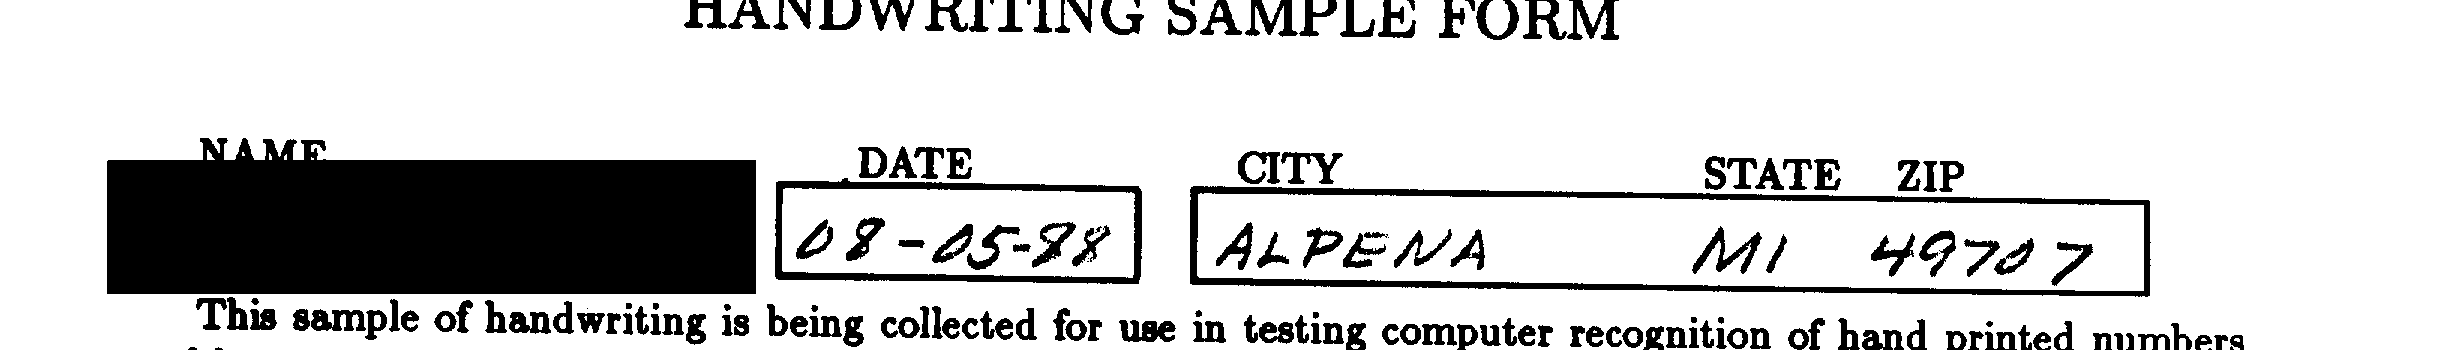 HANDWRITING SAMPLE FORM
NAME DATE CITY STATE ZIP
08-05-88 ALPENA MI 49707
This sample of handwriting is being collected for use in testing computer recognition of hand printed numbers